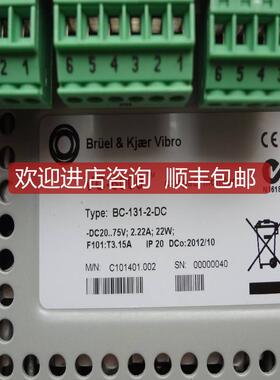 2 1 6 5 4 3 2 1 6 5 4
Brüel & Kjær Vibro
欢迎进店咨询 顺丰包邮
N161
Type: BC-131-2-DC
-DC20..75V; 2.22A; 22W;
F101:T3.15A IP 20 DCo:2012/10
M/N: C101401.002 SN: 00000040